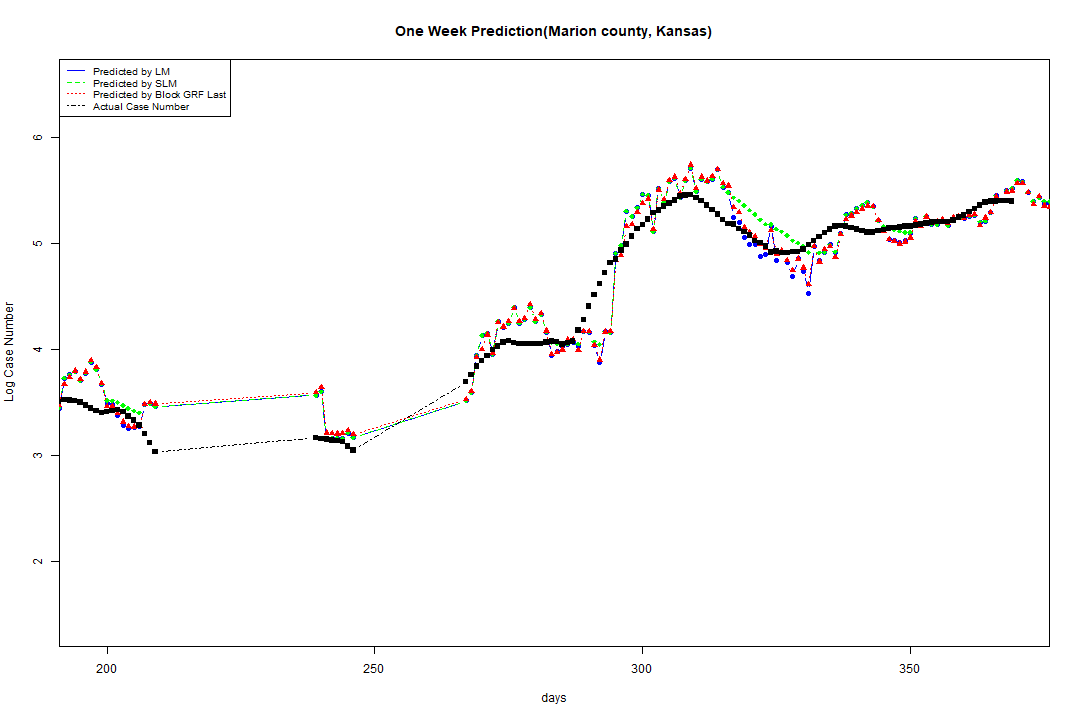 One Week Prediction(Marion county, Kansas)
Predicted by LM
Predicted by SLM
Predicted by Block GRF Last
Actual Case Number
6
5
4
3
2
Log Case Number
200
250
300
350
days